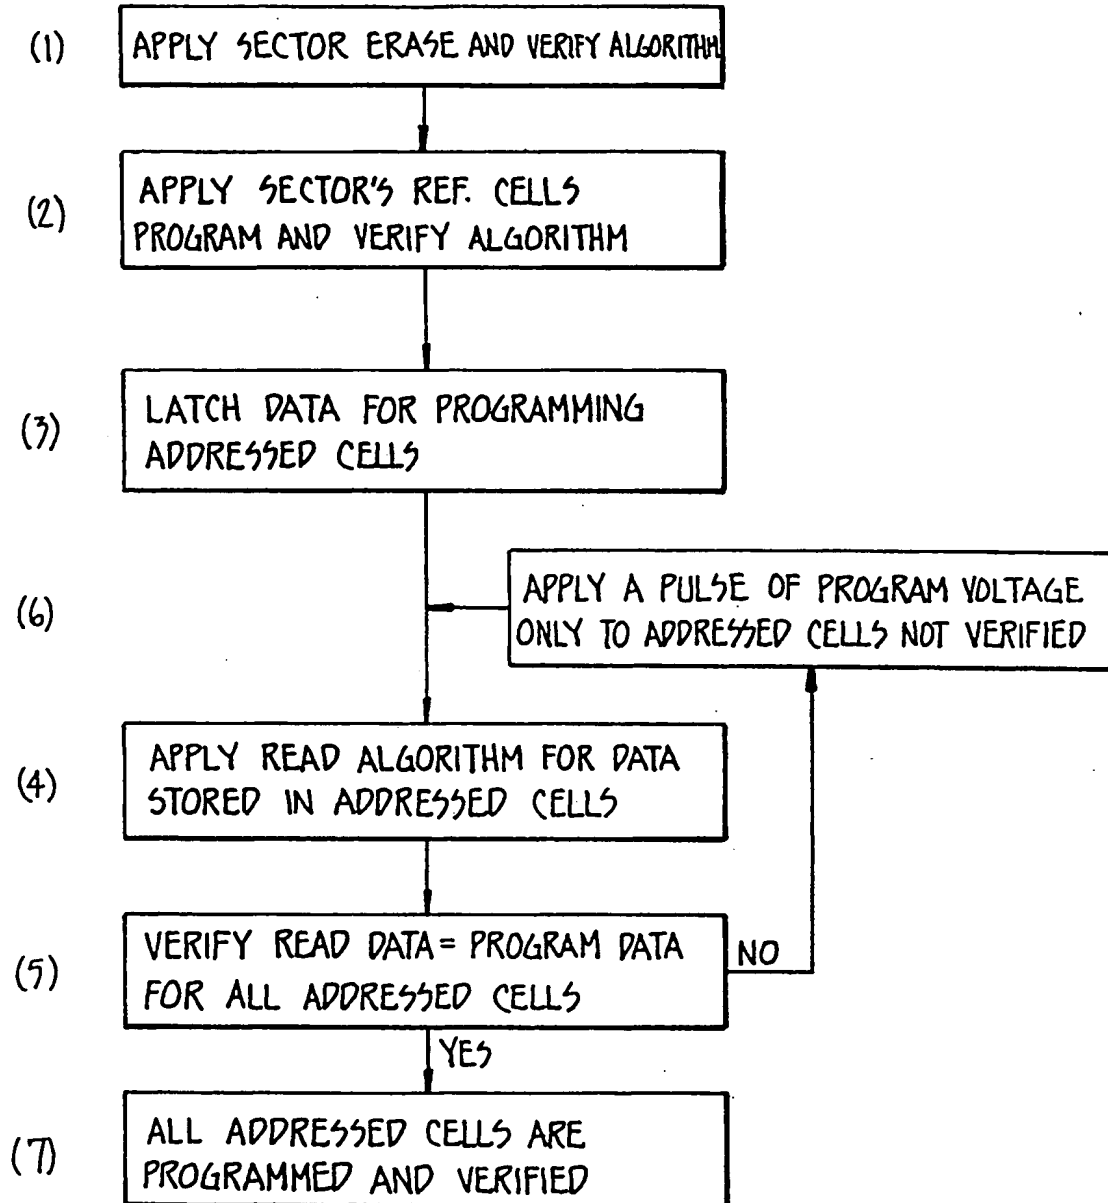 (1)
APPLY SECTOR ERASE AND VERIFY ALGORITHM
(2)
APPLY SECTOR'S REF. CELLS
PROGRAM AND VERIFY ALGORITHM
(3)
LATCH DATA FOR PROGRAMMING
ADDRESSED CELLS
(6)
APPLY A PULSE OF PROGRAM VOLTAGE
ONLY TO ADDRESSED CELLS NOT VERIFIED
(4)
APPLY READ ALGORITHM FOR DATA
STORED IN ADDRESSED CELLS
(5)
VERIFY READ DATA = PROGRAM DATA
FOR ALL ADDRESSED CELLS
NO
YES
(7)
ALL ADDRESSED CELLS ARE
PROGRAMMED AND VERIFIED